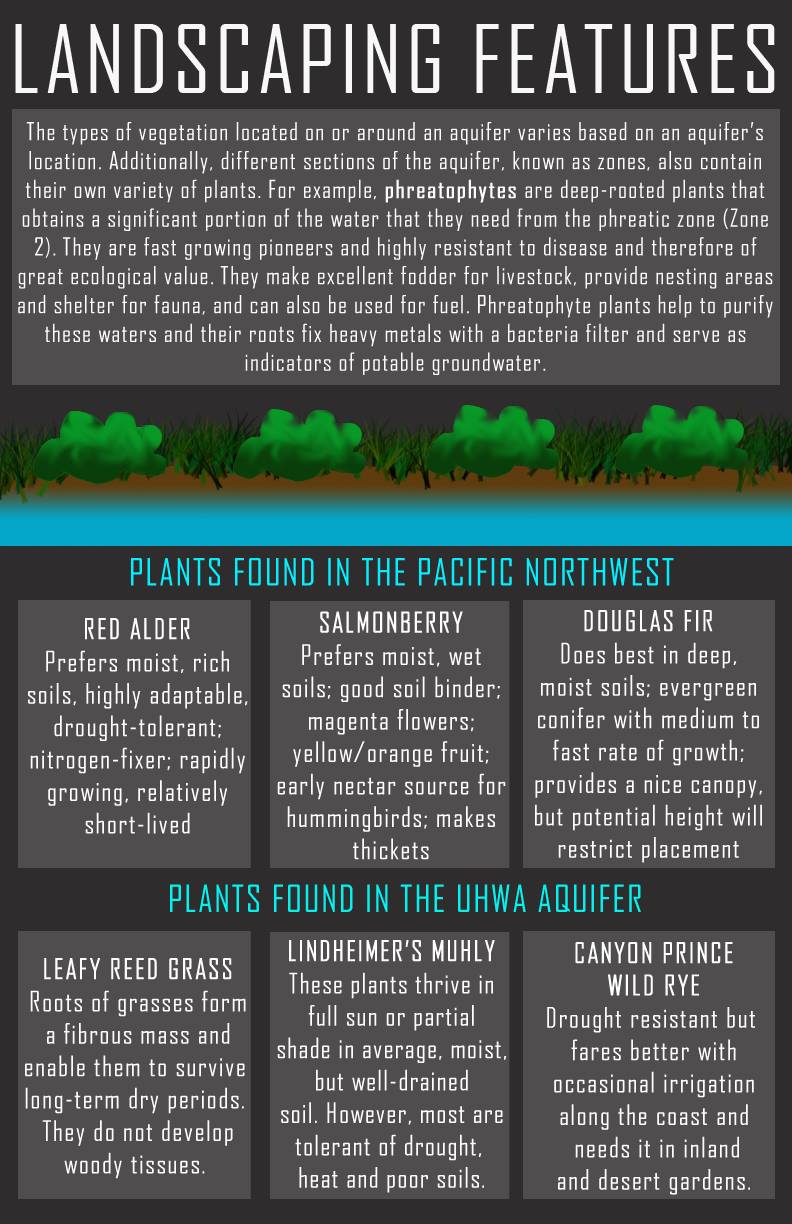 LANDSCAPING FEATURES
The types of vegetation located on or around an aquifer varies based on an aquifer's
location. Additionally, different sections of the aquifer, known as zones, also contain
their own variety of plants. For example, phreatophytes are deep-rooted plants that
obtains a significant portion of the water that they need from the phreatic zone (Zone
2). They are fast growing pioneers and highly resistant to disease and therefore of
great ecological value. They make excellent fodder for livestock, provide nesting areas
and shelter for fauna, and can also be used for fuel. Phreatophyte plants help to purify
these waters and their roots fix heavy metals with a bacteria filter and serve as
indicators of potable groundwater.
PLANTS FOUND IN THE PACIFIC NORTHWEST
RED ALDER
Prefers moist, rich
soils, highly adaptable,
drought-tolerant;
nitrogen-fixer; rapidly
growing, relatively
short-lived
SALMONBERRY
Prefers moist, wet
soils; good soil binder;
magenta flowers;
yellow/orange fruit;
early nectar source for
hummingbirds; makes
thickets
DOUGLAS FIR
Does best in deep,
moist soils; evergreen
conifer with medium to
fast rate of growth;
provides a nice canopy,
but potential height will
restrict placement
PLANTS FOUND IN THE UHWA AQUIFER
LEAFY REED GRASS
Roots of grasses form
a fibrous mass and
enable them to survive
long-term dry periods.
They do not develop
woody tissues.
LINDHEIMER'S MUHLY
These plants thrive in
full sun or partial
shade in average, moist,
but well-drained
soil. However, most are
tolerant of drought,
heat and poor soils.
CANYON PRINCE
WILD RYE
Drought resistant but
fares better with
occasional irrigation
along the coast and
needs it in inland
and desert gardens.